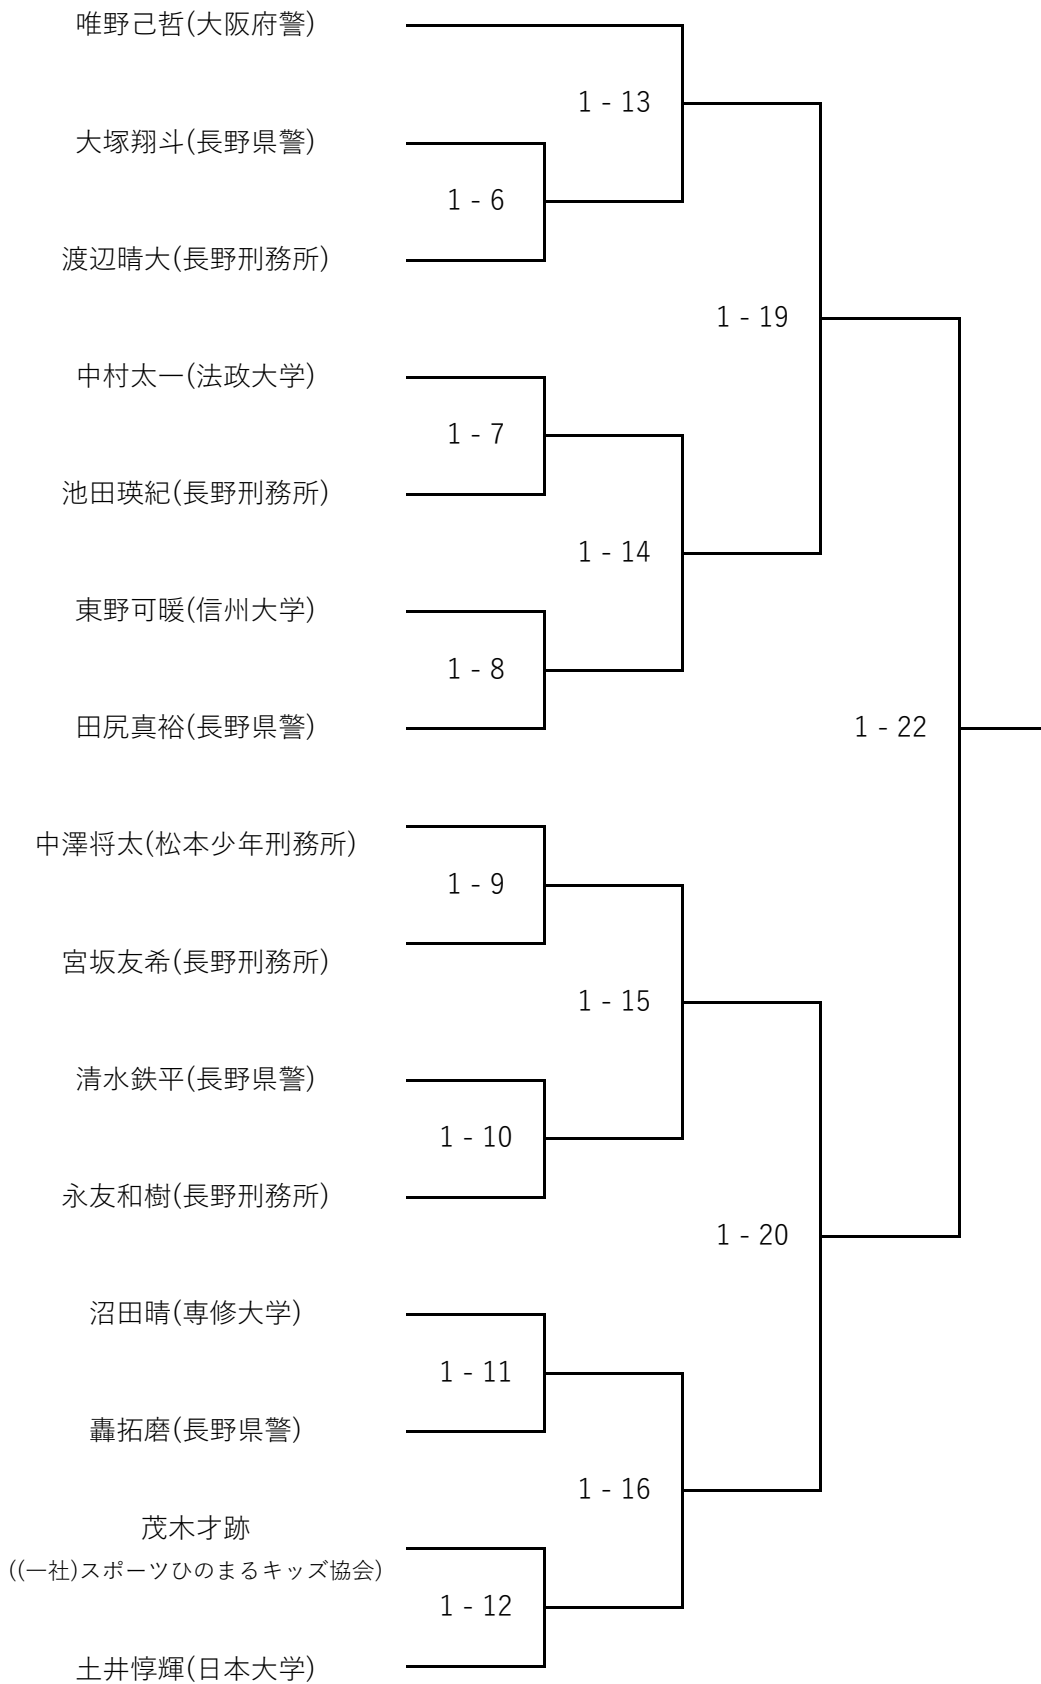 唯野己哲(大阪府警)
1 - 13
大塚翔斗(長野県警)
1 - 6
渡辺晴大(長野刑務所)
1 - 19
中村太一(法政大学)
1 - 7
池田瑛紀(長野刑務所)
1 - 14
東野可暖(信州大学)
1 - 8
田尻真裕(長野県警)
1 - 22
中澤将太(松本少年刑務所)
1 - 9
宮坂友希(長野刑務所)
1 - 15
清水鉄平(長野県警)
1 - 10
永友和樹(長野刑務所)
1 - 20
沼田晴(専修大学)
1 - 11
轟拓磨(長野県警)
1 - 16
茂木才跡
((一社)スポーツひのまるキッズ協会)
1 - 12
土井惇輝(日本大学)